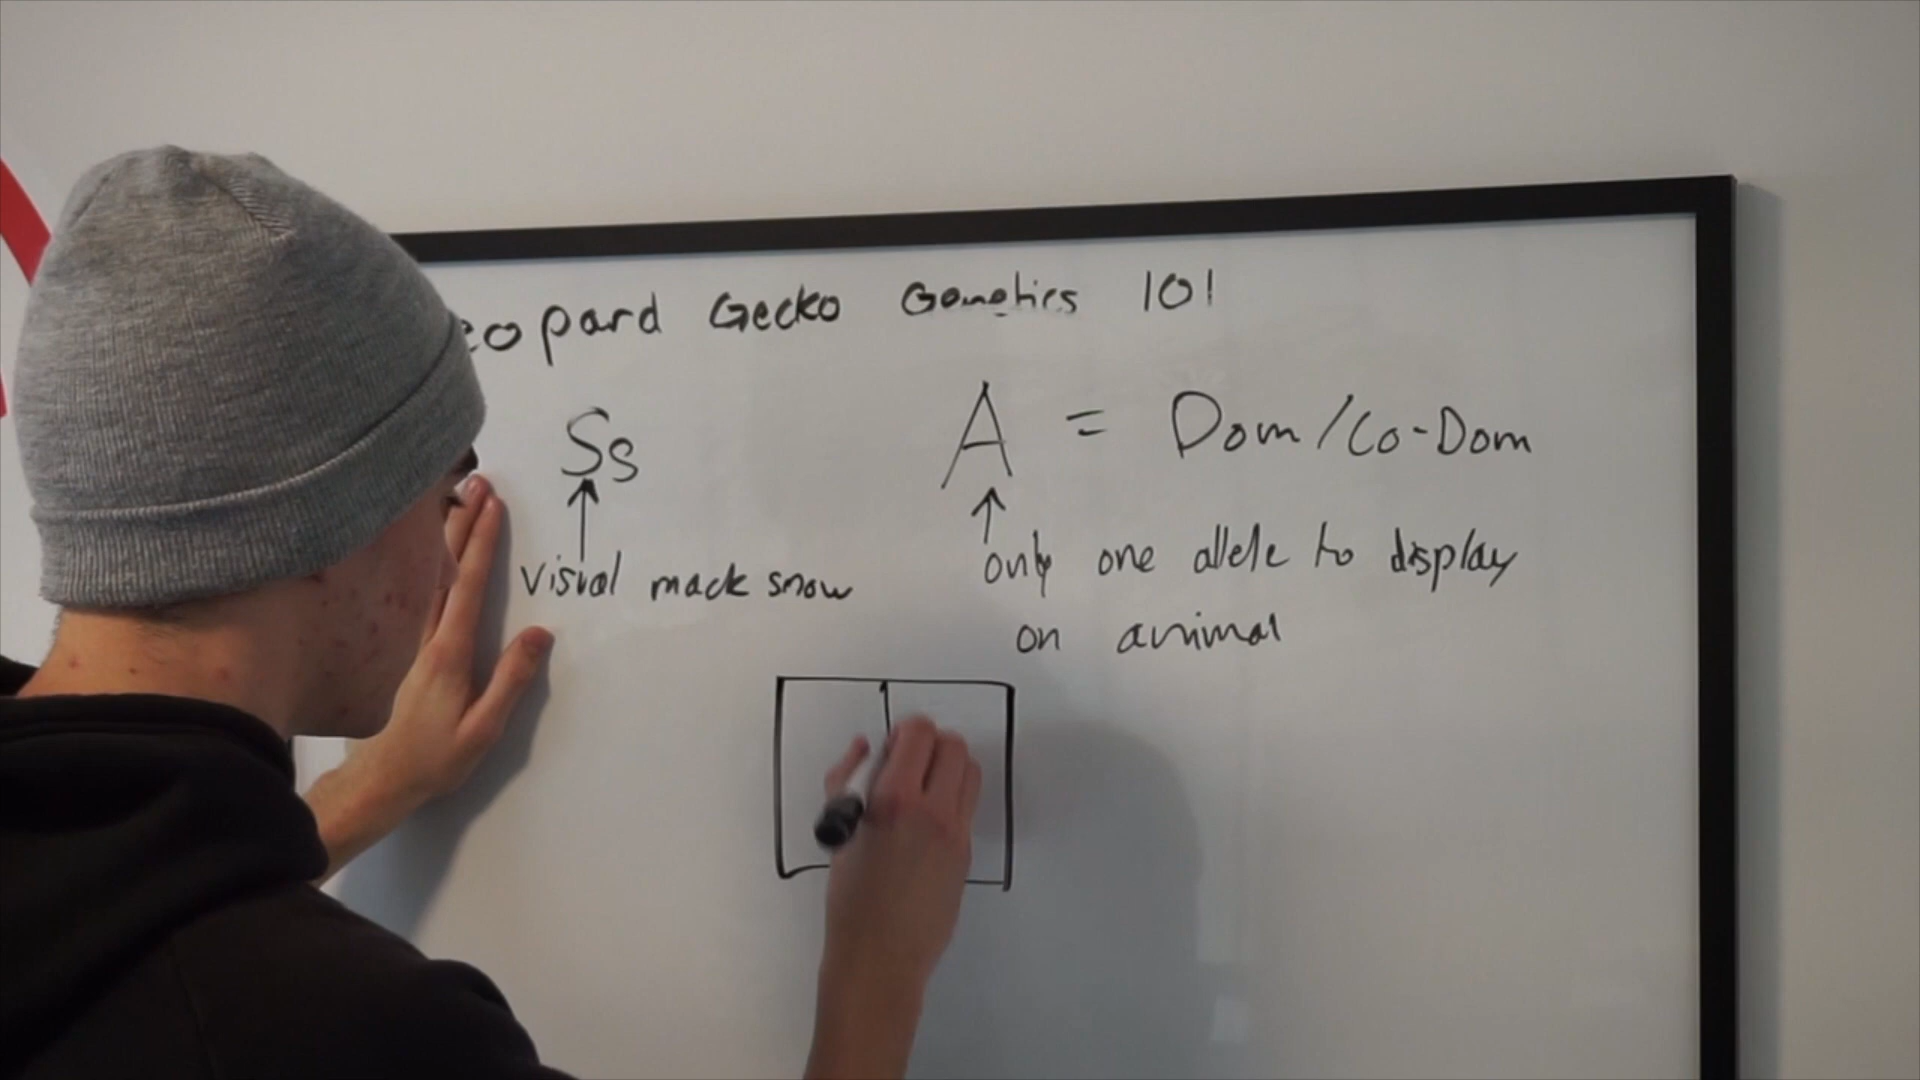 eopard Gecko Genetics 101
Ss
A = Dom/Co-Dom
visual mack snow
only one allele to display
on animal